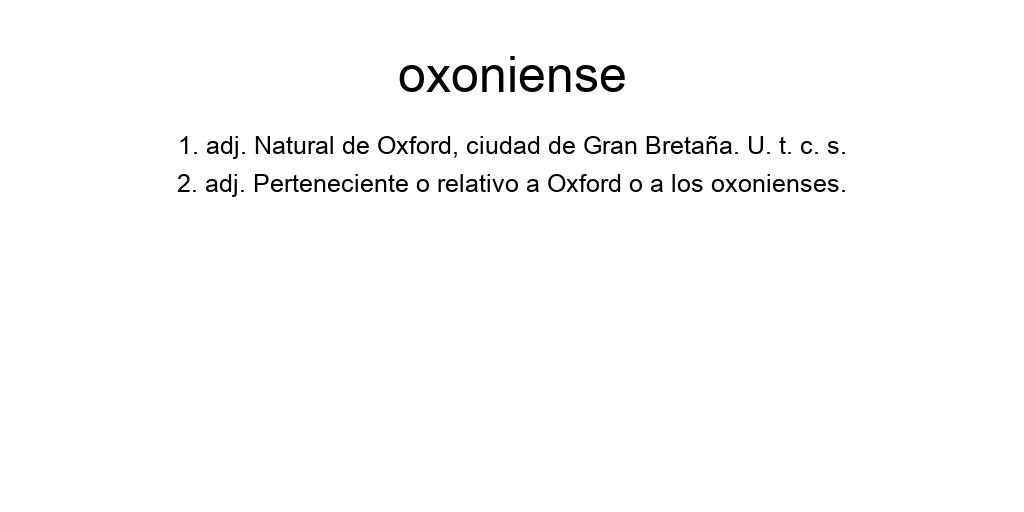 oxoniense
1. adj. Natural de Oxford, ciudad de Gran Bretaña. U. t. c. s.
2. adj. Perteneciente o relativo a Oxford o a los oxonienses.